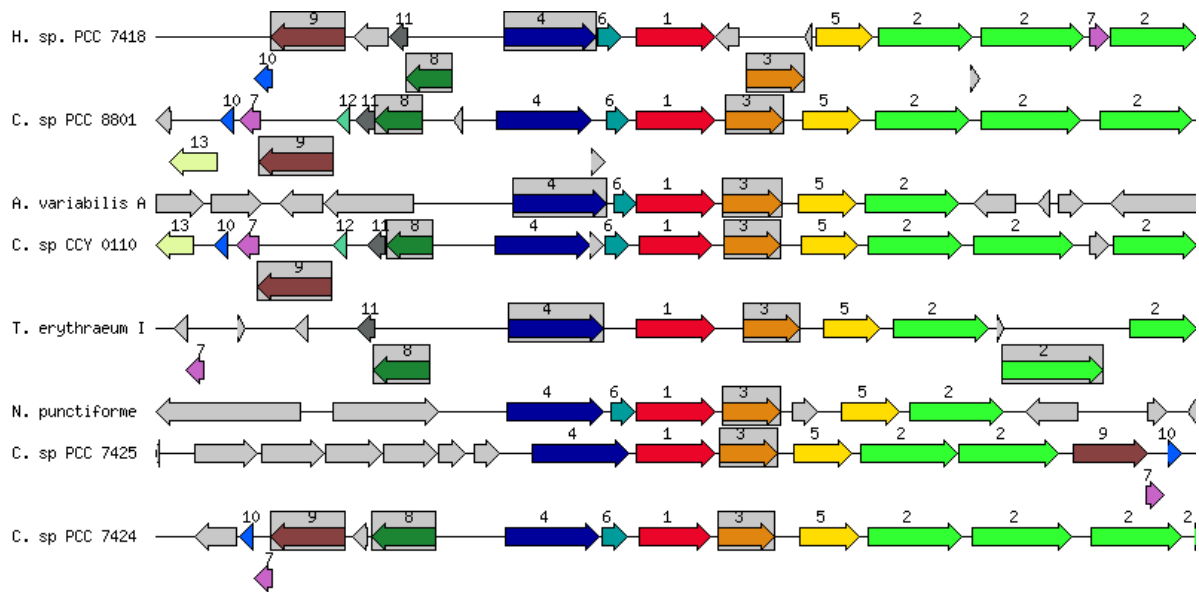 9 11 4 6 1 5 2 2 7 2
H. sp. PCC 7418
10 8 3
10 7 12 11 8 4 6 1 3 5 2 2 2
C. sp PCC 8801
13 9
4 6 1 3 5 2
A. variabilis A
13 10 7 12 11 8 4 6 1 3 5 2 2 2
C. sp CCY 0110
9
11 4 1 3 5 2 2
T. erythraeum I
7 8 2
4 6 1 3 5 2
N. punctiforme
4 1 3 5 2 2 9 10
C. sp PCC 7425
7
10 9 8 4 6 1 3 5 2 2 2
C. sp PCC 7424
7